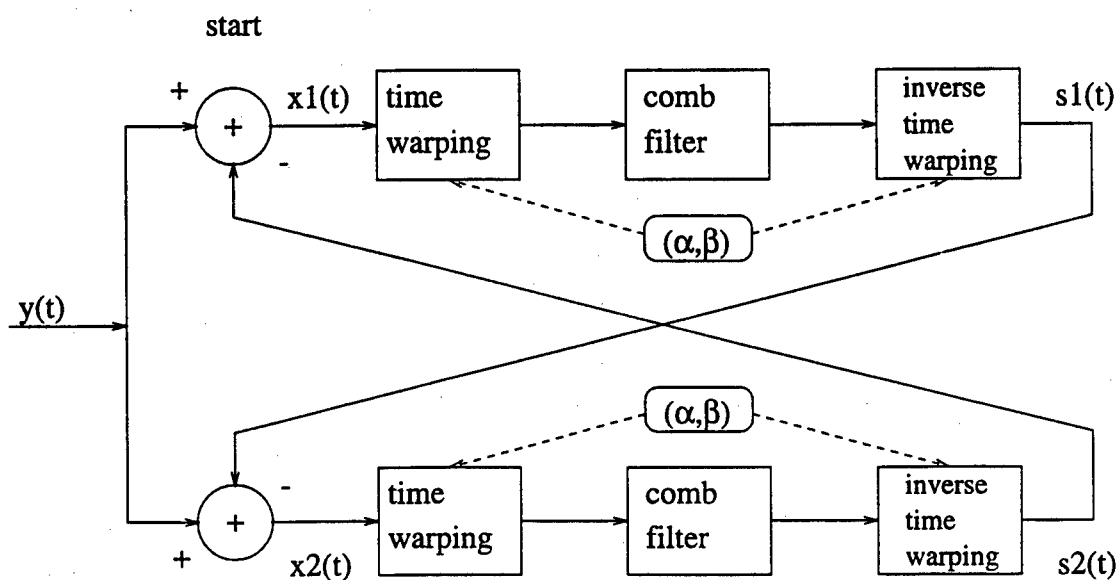 start
+
+
-
x1(t)
time
warping
comb
filter
inverse
time
warping
s1(t)
(α,β)
y(t)
(α,β)
-
+
+
x2(t)
time
warping
comb
filter
inverse
time
warping
s2(t)